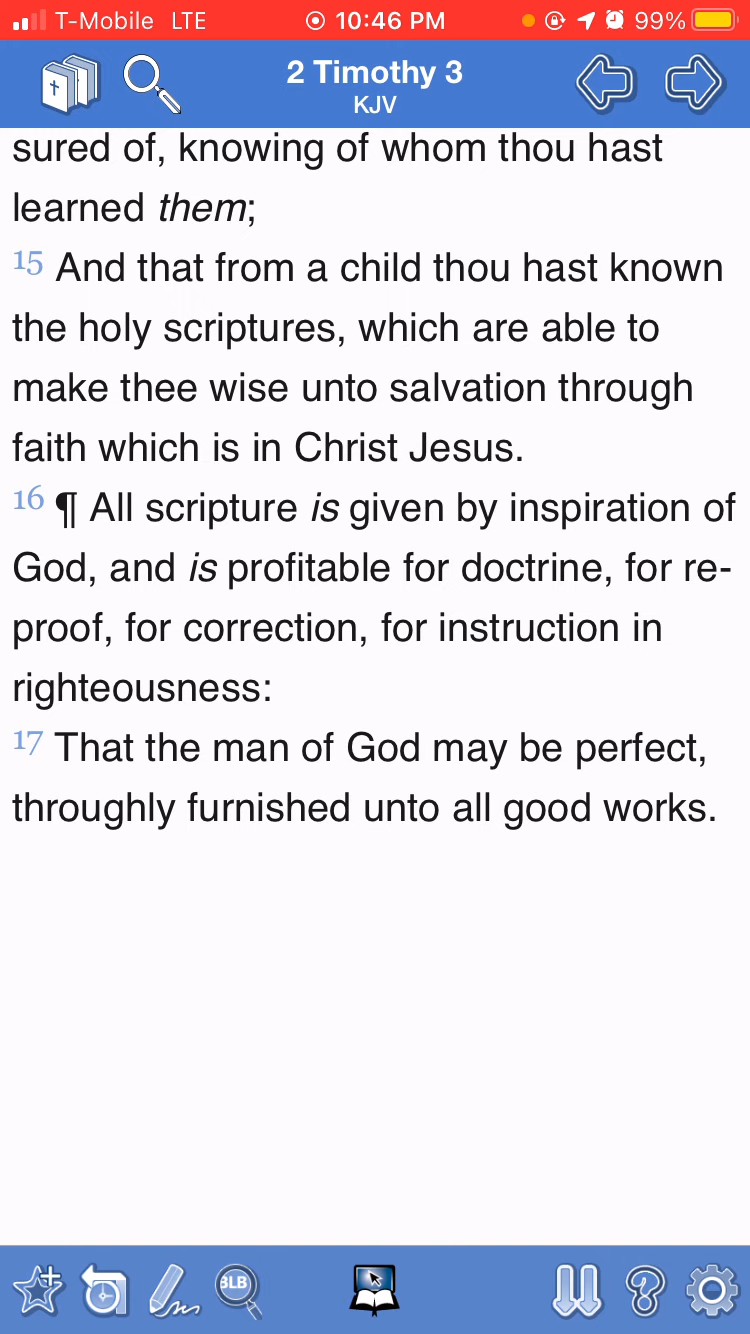 T-Mobile LTE 10:46 PM 99%
2 Timothy 3
KJV
sured of, knowing of whom thou hast
learned them;
15 And that from a child thou hast known
the holy scriptures, which are able to
make thee wise unto salvation through
faith which is in Christ Jesus.
16 ¶ All scripture is given by inspiration of
God, and is profitable for doctrine, for re-
proof, for correction, for instruction in
righteousness:
17 That the man of God may be perfect,
throughly furnished unto all good works.
BLB